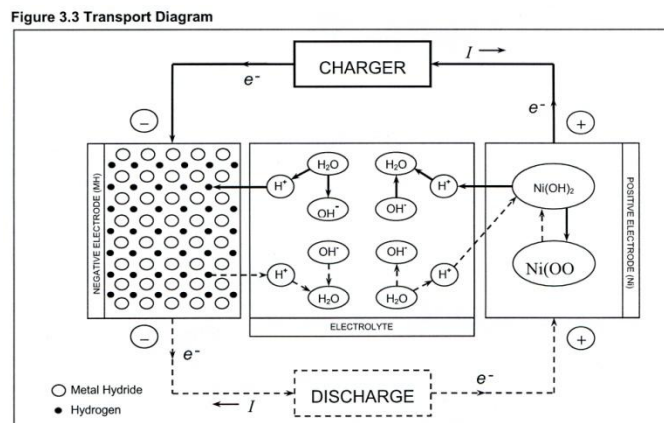 Figure 3.3 Transport Diagram
I
CHARGER
e-
e-
−
+
NEGATIVE ELECTRODE (MH)
H2O
H2O
H+
H+
OH-
OH-
Ni(OH)2
POSITIVE ELECTRODE (Ni)
OH-
OH-
H+
H+
H2O
H2O
Ni(OO
ELECTROLYTE
−
+
e-
e-
DISCHARGE
I
Metal Hydride
Hydrogen